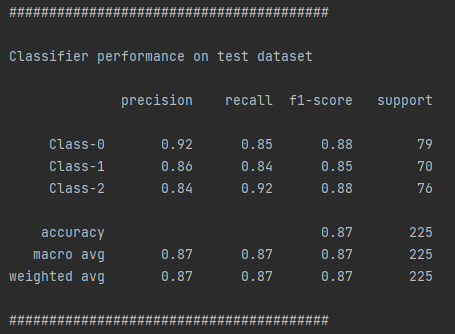 ########################################
Classifier performance on test dataset
precision recall f1-score support
Class-0 0.92 0.85 0.88 79
Class-1 0.86 0.84 0.85 70
Class-2 0.84 0.92 0.88 76
accuracy 0.87 225
macro avg 0.87 0.87 0.87 225
weighted avg 0.87 0.87 0.87 225
########################################